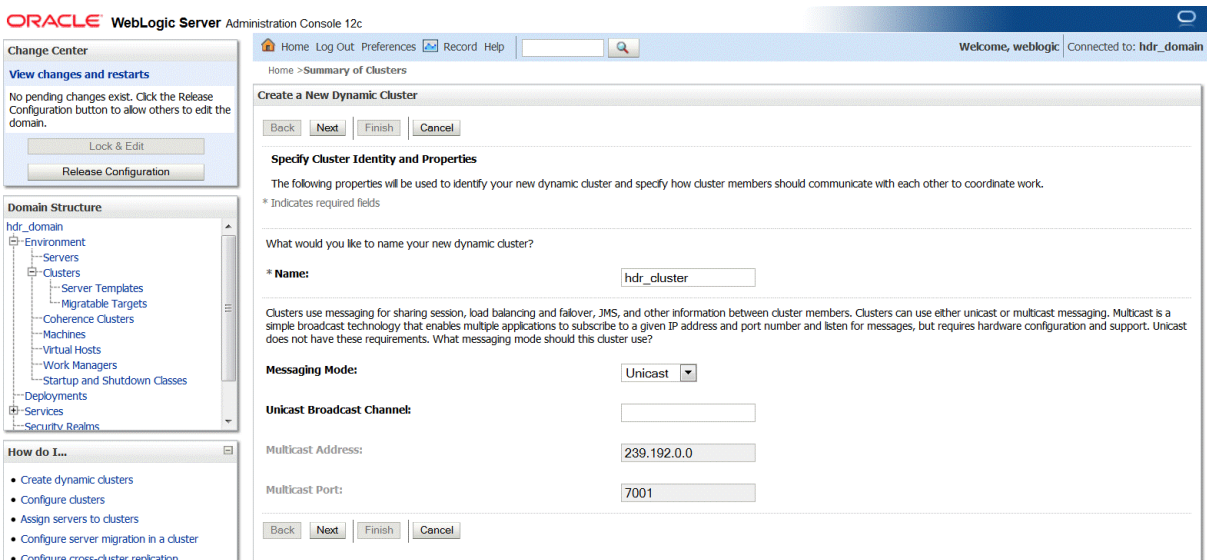 ORACLE WebLogic Server Administration Console 12c
Change Center
View changes and restarts
No pending changes exist. Click the Release
Configuration button to allow others to edit the
domain.
Lock & Edit
Release Configuration
Domain Structure
hdr_domain
Environment
Servers
Clusters
Server Templates
Migratable Targets
Coherence Clusters
Machines
Virtual Hosts
Work Managers
Startup and Shutdown Classes
Deployments
Services
Security Realms
How do I...
Create dynamic clusters
Configure clusters
Assign servers to clusters
Configure server migration in a cluster
Configure cross-cluster replication
Home Log Out Preferences Record Help
Welcome, weblogic Connected to: hdr_domain
Home >Summary of Clusters
Create a New Dynamic Cluster
Back Next Finish Cancel
Specify Cluster Identity and Properties
The following properties will be used to identify your new dynamic cluster and specify how cluster members should communicate with each other to coordinate work.
* Indicates required fields
What would you like to name your new dynamic cluster?
* Name: hdr_cluster
Clusters use messaging for sharing session, load balancing and failover, JMS, and other information between cluster members. Clusters can use either unicast or multicast messaging. Multicast is a
simple broadcast technology that enables multiple applications to subscribe to a given IP address and port number and listen for messages, but requires hardware configuration and support. Unicast
does not have these requirements. What messaging mode should this cluster use?
Messaging Mode: Unicast
Unicast Broadcast Channel:
Multicast Address: 239.192.0.0
Multicast Port: 7001
Back Next Finish Cancel